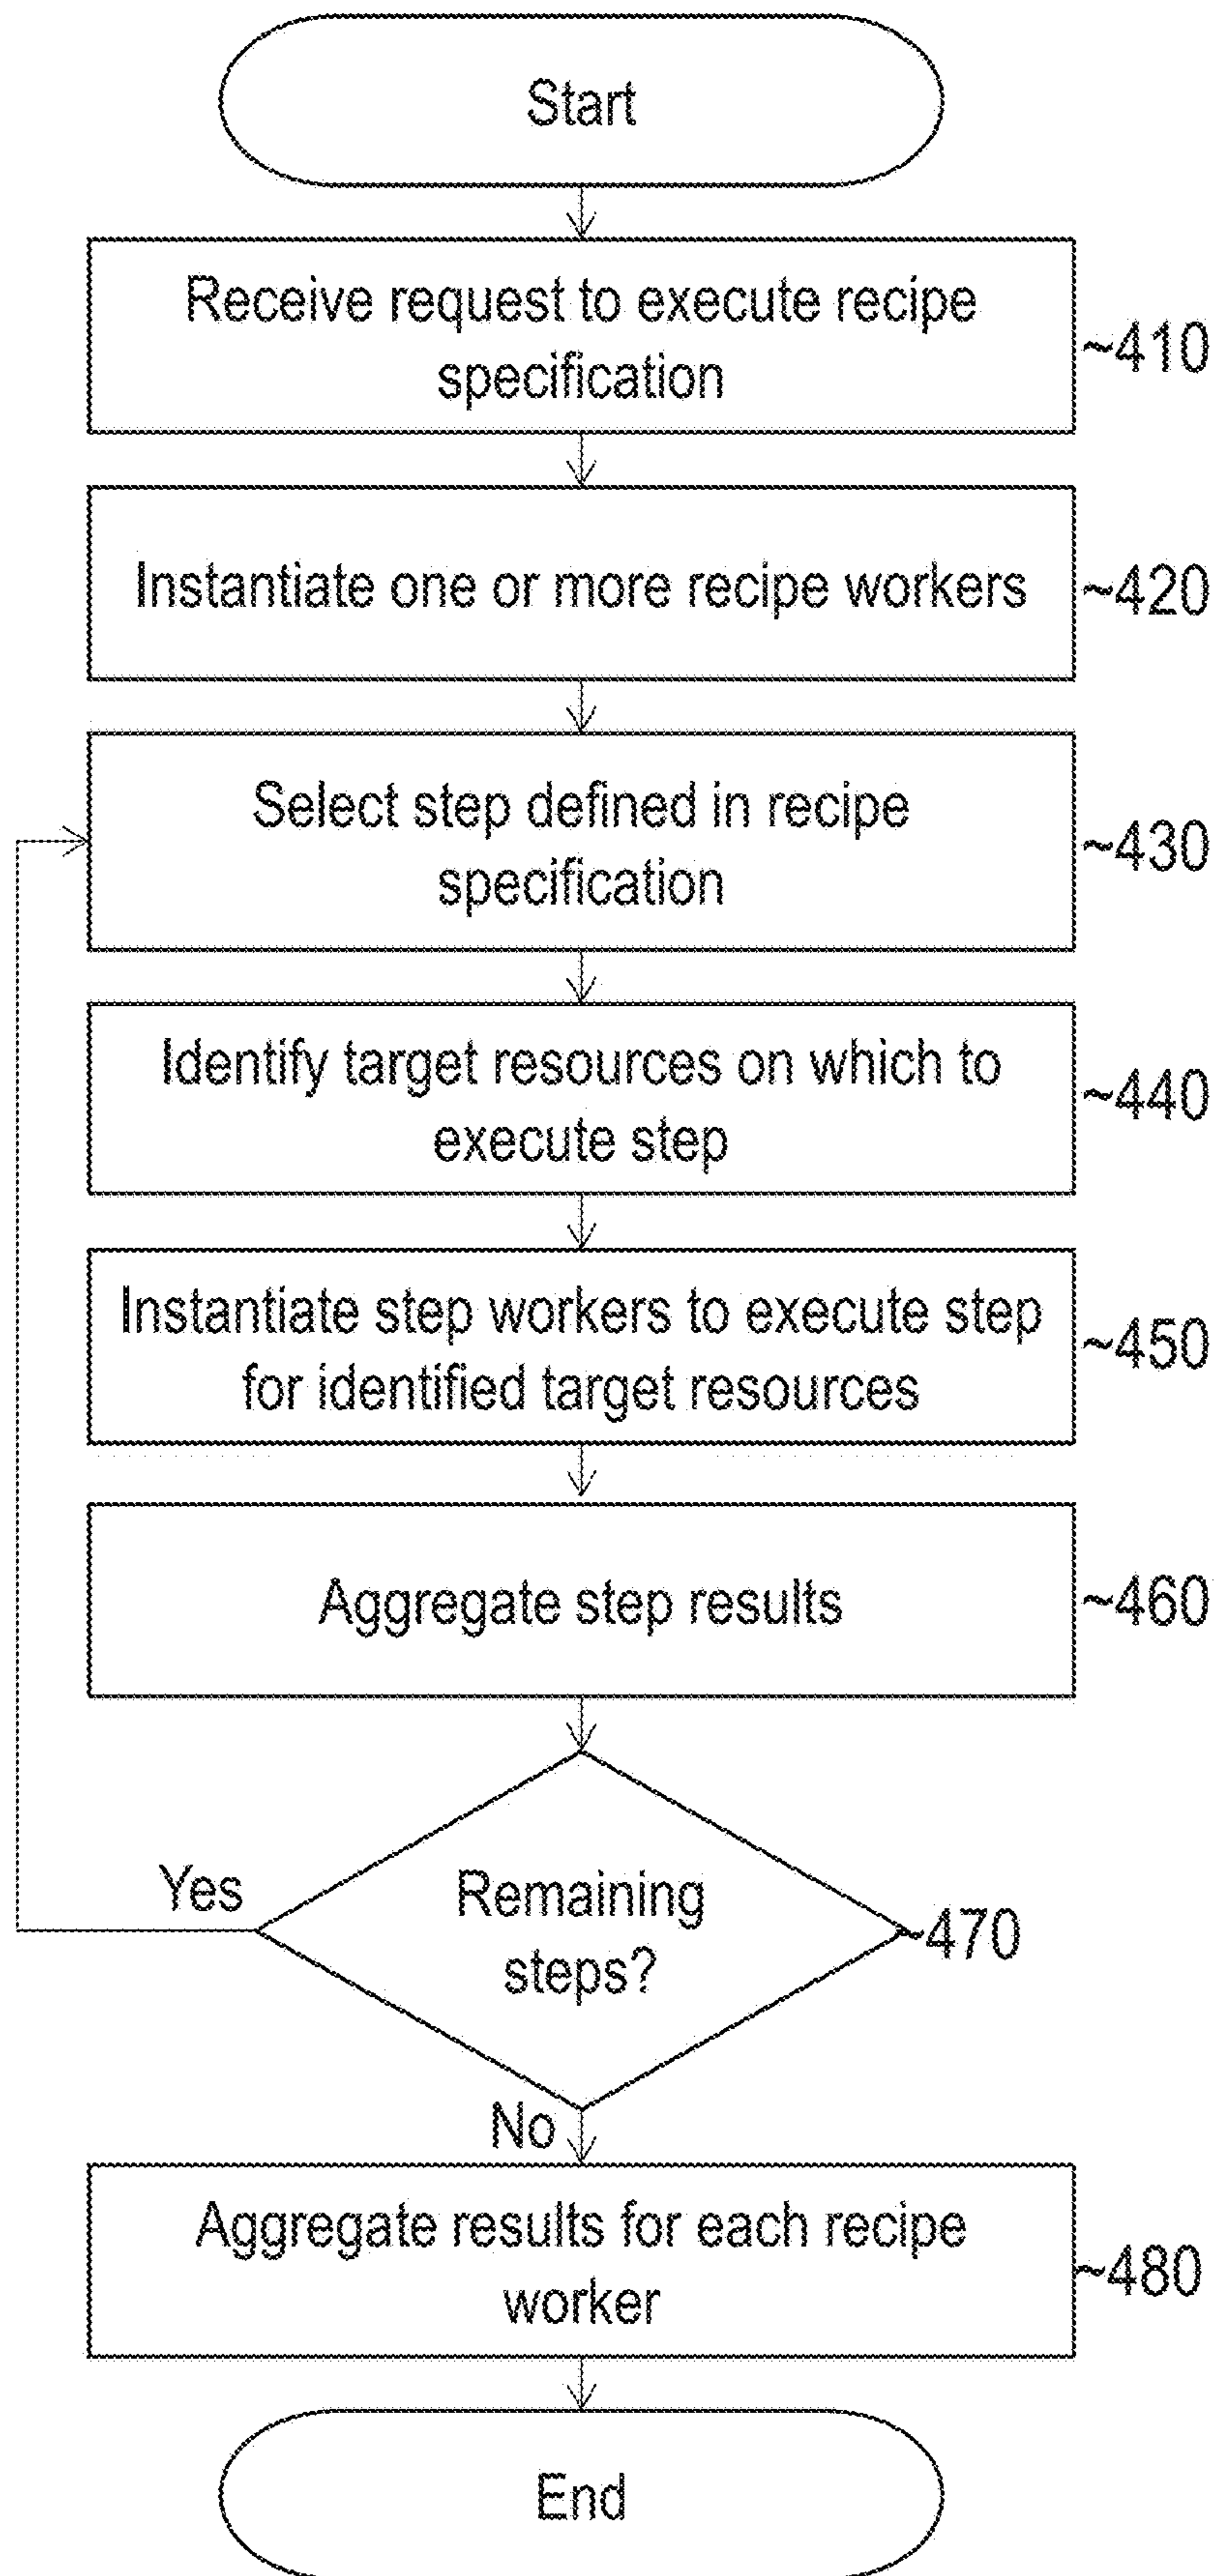 Start
Receive request to execute recipe
specification
~410
Instantiate one or more recipe workers
~420
Select step defined in recipe
specification
~430
Identify target resources on which to
execute step
~440
Instantiate step workers to execute step
for identified target resources
~450
Aggregate step results
~460
Yes
Remaining
steps?
~470
No
Aggregate results for each recipe
worker
~480
End